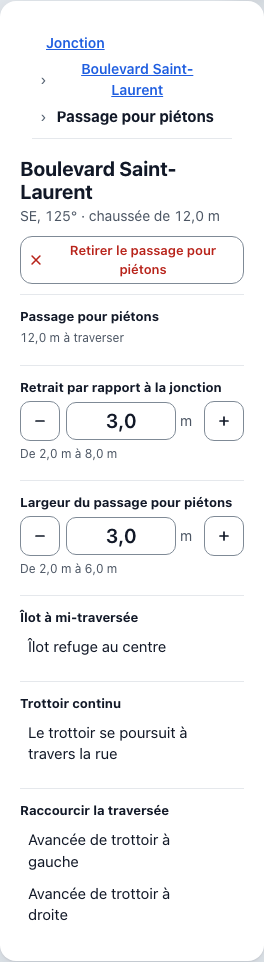 Jonction
› Boulevard Saint-
Laurent
› Passage pour piétons
Boulevard Saint-
Laurent
SE, 125° · chaussée de 12,0 m
× Retirer le passage pour
piétons
Passage pour piétons
12,0 m à traverser
Retrait par rapport à la jonction
− 3,0 m +
De 2,0 m à 8,0 m
Largeur du passage pour piétons
− 3,0 m +
De 2,0 m à 6,0 m
Îlot à mi-traversée
Îlot refuge au centre
Trottoir continu
Le trottoir se poursuit à
travers la rue
Raccourcir la traversée
Avancée de trottoir à
gauche
Avancée de trottoir à
droite